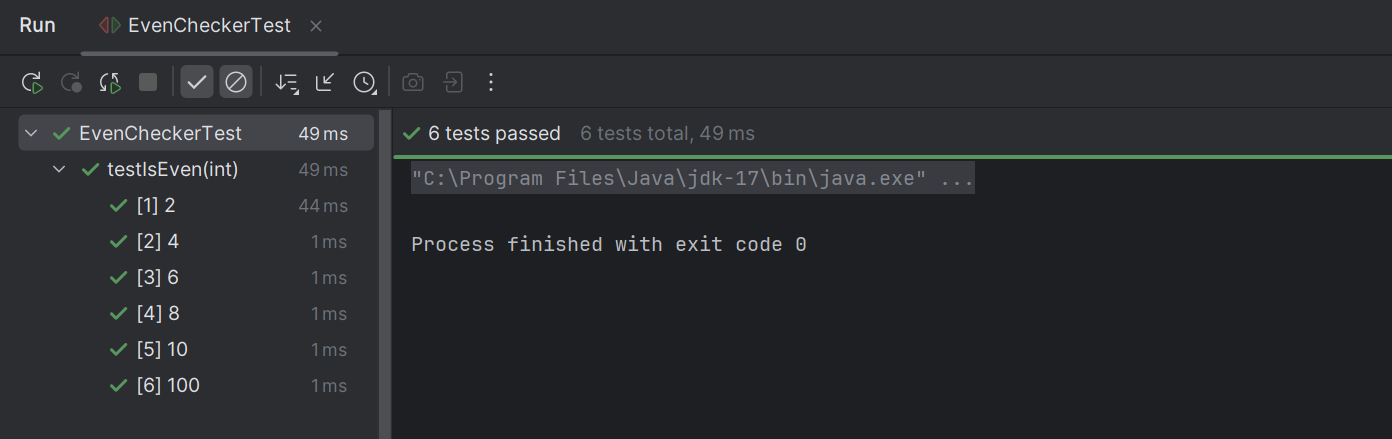 Run EvenCheckerTest
EvenCheckerTest 49 ms
testIsEven(int) 49 ms
[1] 2 44 ms
[2] 4 1 ms
[3] 6 1 ms
[4] 8 1 ms
[5] 10 1 ms
[6] 100 1 ms
6 tests passed 6 tests total, 49 ms
"C:\Program Files\Java\jdk-17\bin\java.exe" ...
Process finished with exit code 0